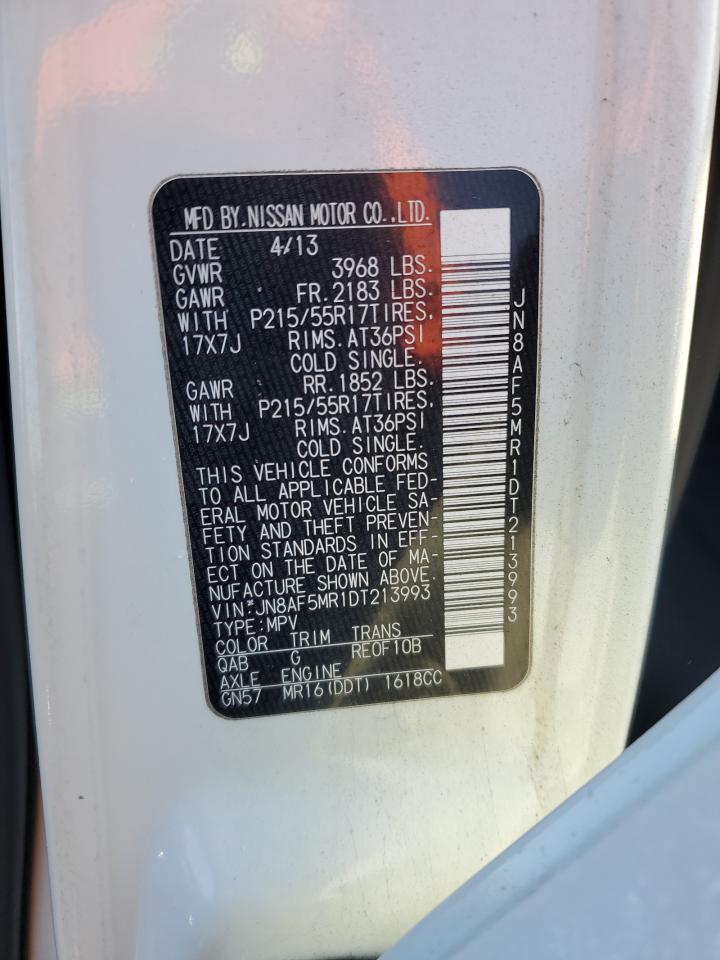 MFD BY.NISSAN MOTOR CO.,LTD.
DATE 4/13
GVWR 3968 LBS.
GAWR FR.2183 LBS.
WITH P215/55R17TIRES,
17X7J RIMS.AT36PSI
COLD SINGLE.
GAWR RR.1852 LBS.
WITH P215/55R17TIRES,
17X7J RIMS.AT36PSI
COLD SINGLE.
THIS VEHICLE CONFORMS
TO ALL APPLICABLE FED-
ERAL MOTOR VEHICLE SA-
FETY AND THEFT PREVEN-
TION STANDARDS IN EFF-
ECT ON THE DATE OF MA-
NUFACTURE SHOWN ABOVE.
VIN:JN8AF5MR1DT213993
TYPE:MPV
COLOR TRIM TRANS
QAB G RE0F10B
AXLE ENGINE
GN57 MR16(DDT) 1618CC
JN8AF5MR1DT213993